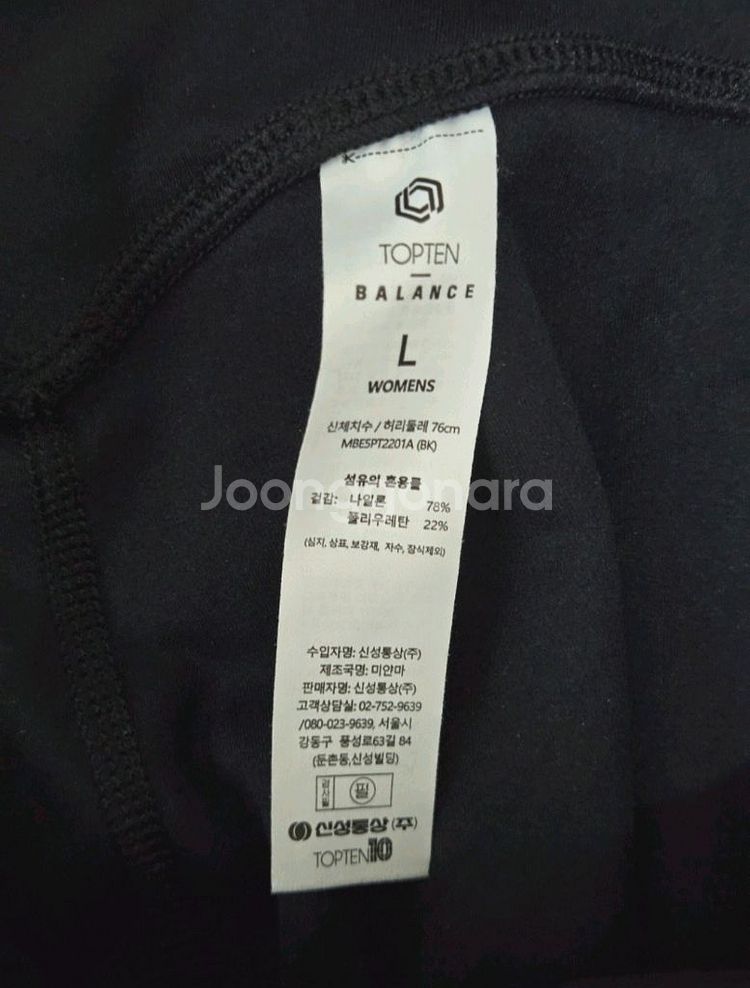 TOPTEN
BALANCE
L
WOMENS
신체치수 / 허리둘레 76cm
MBE5PT2201A (BK)
섬유의 혼용률
Joonggonara
겉감: 나일론 78%
폴리우레탄 22%
(심지, 상표, 보강재, 자수, 장식제외)
수입자명: 신성통상(주)
제조국명: 미얀마
판매자명: 신성통상(주)
고객상담실: 02-752-9639
/080-023-9639, 서울시
강동구 풍성로63길 84
(둔촌동,신성빌딩)
검사필 필
신성통상(주)
TOPTEN10